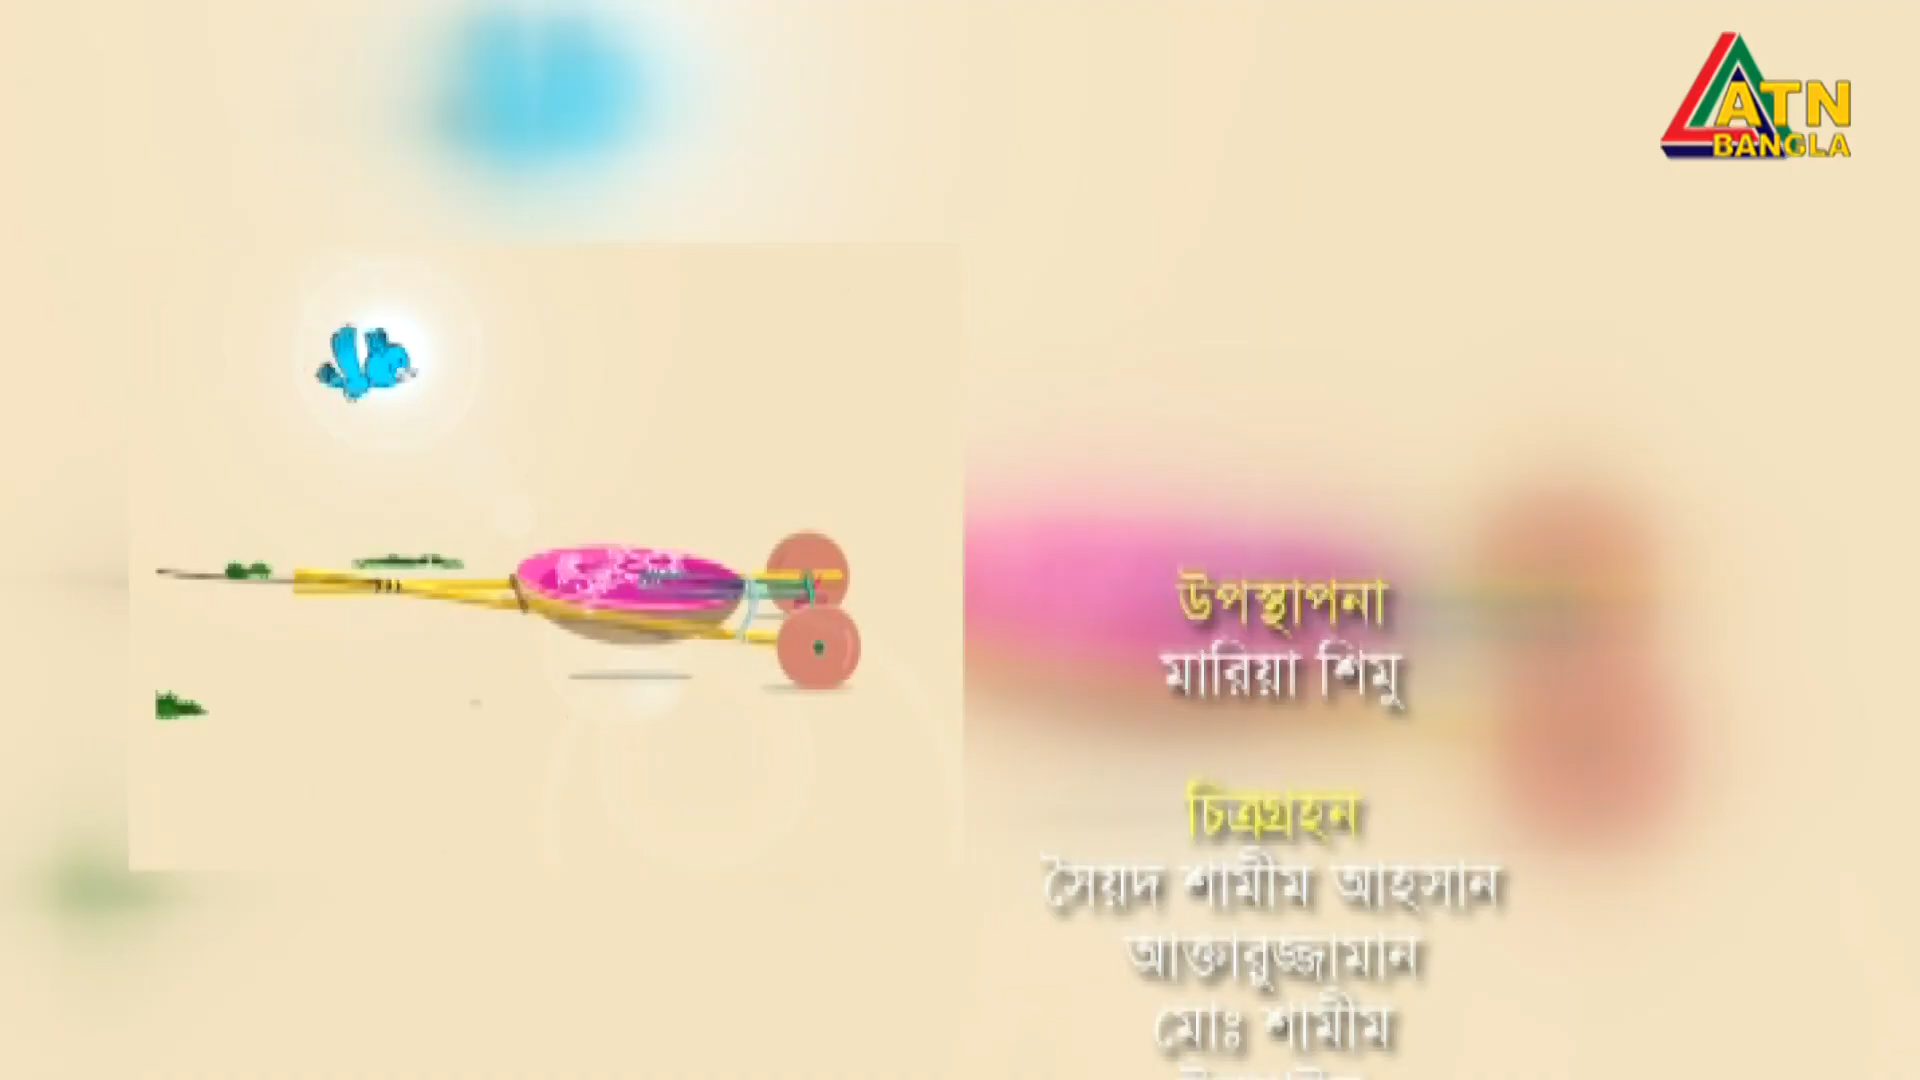 ATN
BANGLA
উপস্থাপনা
মারিয়া শিমু
চিত্রগ্রহন
সৈয়দ শামীম আহসান
আক্তারুজ্জামান
মোঃ শামীম